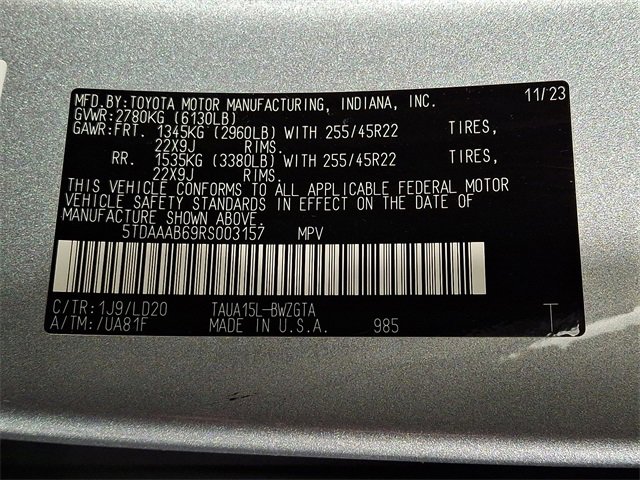 MFD.BY:TOYOTA MOTOR MANUFACTURING, INDIANA, INC. 11/23
GVWR:2780KG (6130LB)
GAWR:FRT. 1345KG (2960LB) WITH 255/45R22 TIRES,
22X9J RIMS.
RR. 1535KG (3380LB) WITH 255/45R22 TIRES,
22X9J RIMS.
THIS VEHICLE CONFORMS TO ALL APPLICABLE FEDERAL MOTOR
VEHICLE SAFETY STANDARDS IN EFFECT ON THE DATE OF
MANUFACTURE SHOWN ABOVE.
5TDAAAB69RS003157 MPV
C/TR:1J9/LD20 TAUA15L-BWZGTA
A/TM:/UA81F MADE IN U.S.A. 985 T